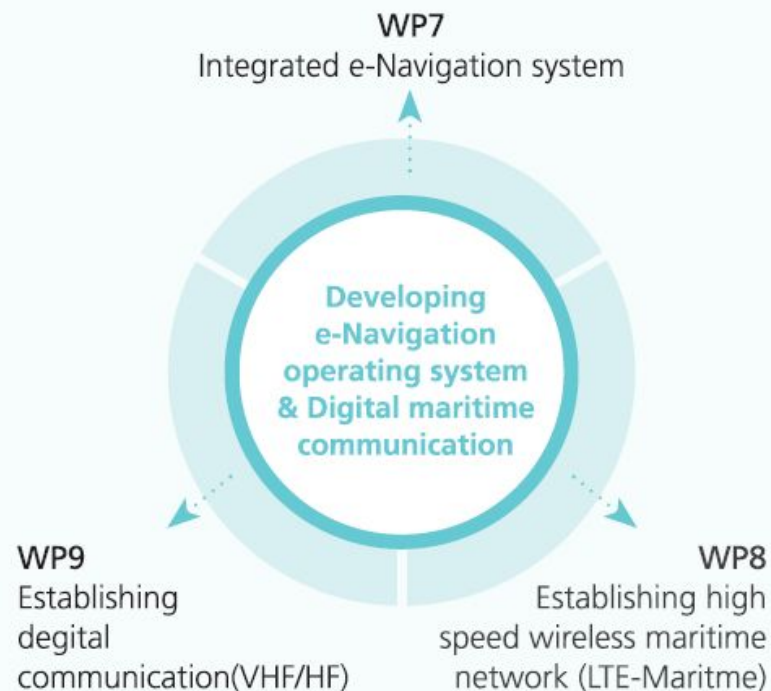 WP7
Integrated e-Navigation system
Developing
e-Navigation
operating system
& Digital maritime
communication
WP9
Establishing
degital
communication(VHF/HF)
WP8
Establishing high
speed wireless maritime
network (LTE-Maritme)